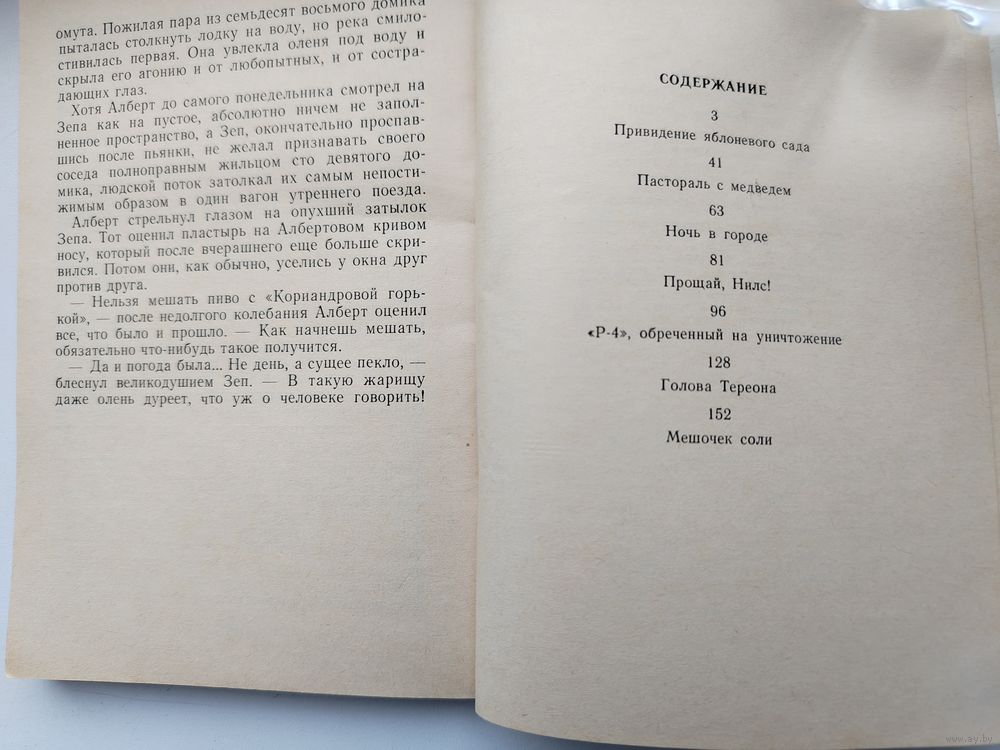 омута. Пожилая пара из семьдесят восьмого домика
пыталась столкнуть лодку на воду, но река смило-
стивилась первая. Она увлекла оленя под воду и
скрыла его агонию и от любопытных, и от состра-
дающих глаз.
Хотя Алберт до самого понедельника смотрел на
Зепа как на пустое, абсолютно ничем не запол-
ненное пространство, а Зеп, окончательно проспав-
шись после пьянки, не желал признавать своего
соседа полноправным жильцом сто девятого до-
мика, людской поток затолкал их самым непости-
жимым образом в один вагон утреннего поезда.
Алберт стрельнул глазом на опухший затылок
Зепа. Тот оценил пластырь на Албертовом кривом
носу, который после вчерашнего еще больше скри-
вился. Потом они, как обычно, уселись у окна друг
против друга.
— Нельзя мешать пиво с «Кориандровой горь-
кой», — после недолгого колебания Алберт оценил
все, что было и прошло. — Как начнешь мешать,
обязательно что-нибудь такое получится.
— Да и погода была... Не день, а сущее пекло, —
блеснул великодушием Зеп. — В такую жарищу
даже олень дуреет, что уж о человеке говорить!
СОДЕРЖАНИЕ
3
Привидение яблоневого сада
41
Пастораль с медведем
63
Ночь в городе
81
Прощай, Нилс!
96
«Р-4», обреченный на уничтожение
128
Голова Тереона
152
Мешочек соли
www.ay.by